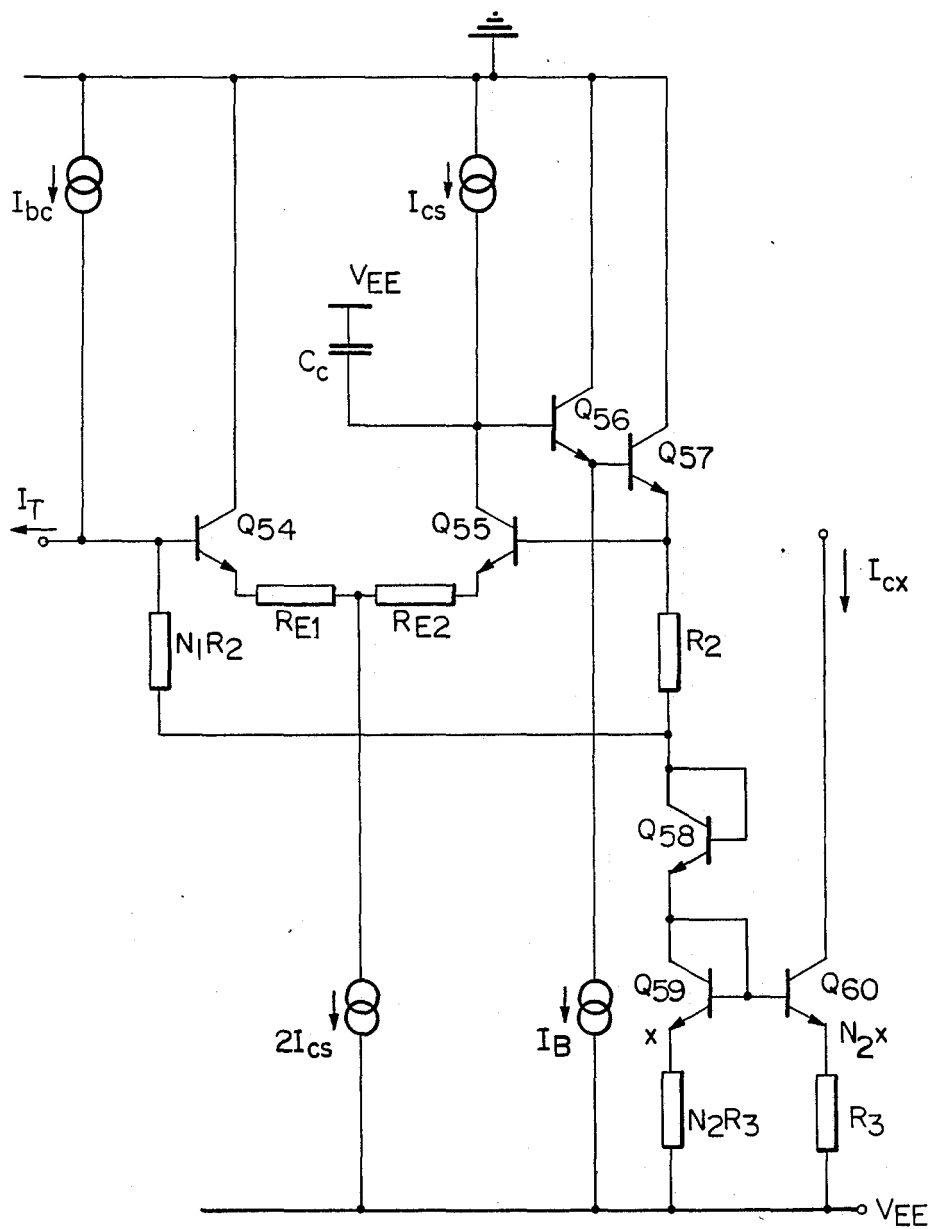 Ibc
Ics
VEE
Cc
Q56
Q57
IT
Q54
Q55
Icx
RE1
RE2
N1R2
R2
Q58
Q59
Q60
x
N2x
2Ics
IB
N2R3
R3
VEE